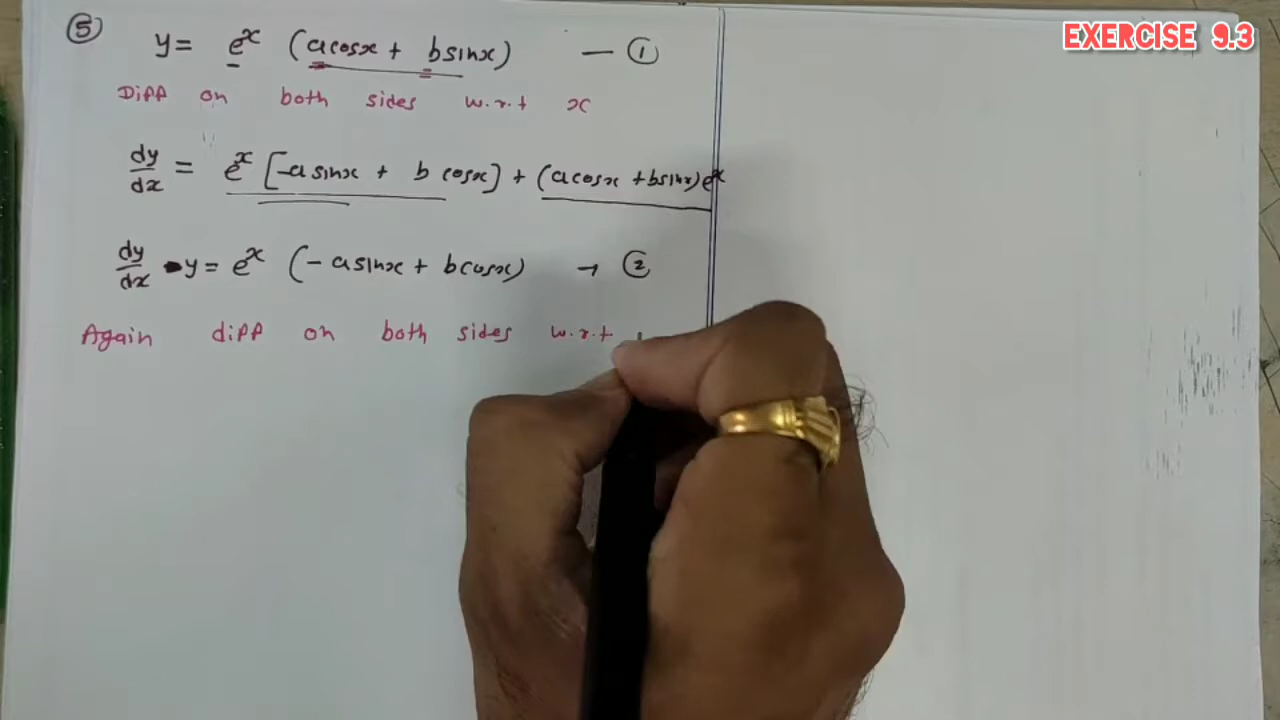 EXERCISE 9.3
⑤ y = e^x (acosx + bsinx) — ①
Diff on both sides w.r.t x
dy/dx = e^x [-asinx + b cosx] + (acosx + bsinx)e^x
dy/dx - y = e^x (-asinx + bcosx) → ②
Again diff on both sides w.r.t